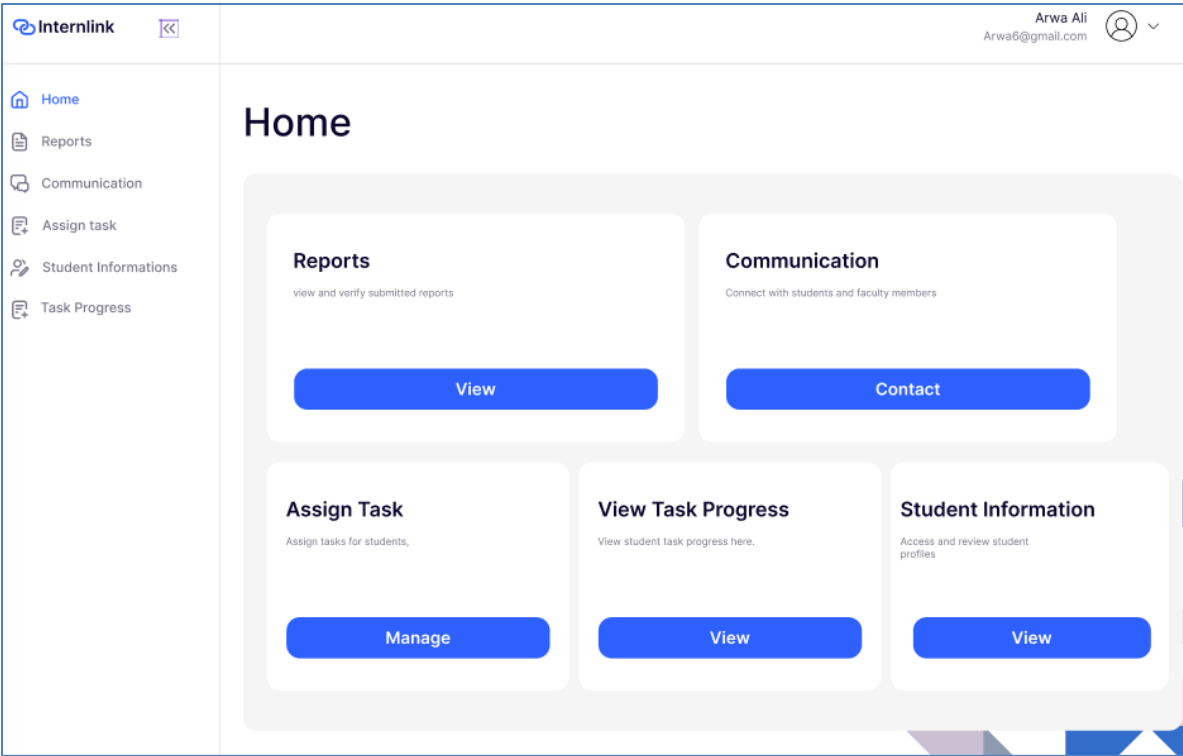 Internlink
Arwa Ali
Arwa6@gmail.com
Home
Reports
Communication
Assign task
Student Informations
Task Progress
Home
Reports
view and verify submitted reports
View
Communication
Connect with students and faculty members
Contact
Assign Task
Assign tasks for students,
Manage
View Task Progress
View student task progress here.
View
Student Information
Access and review student
profiles
View